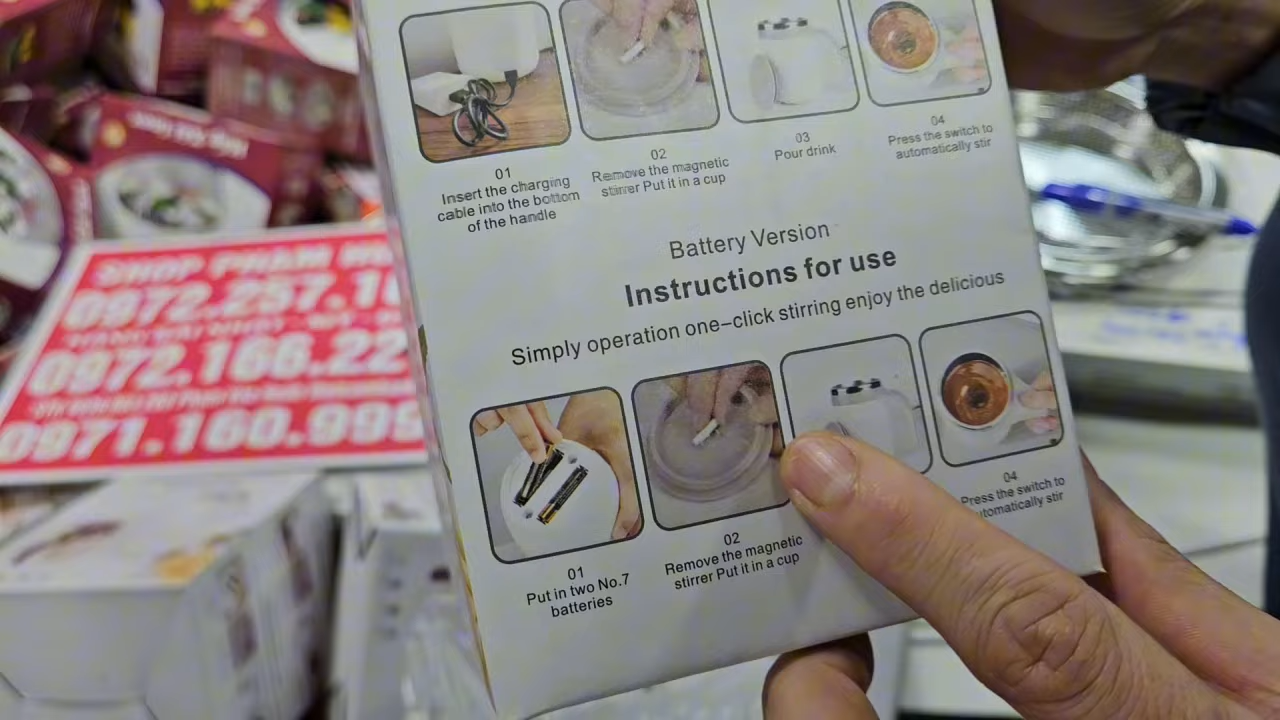 01
Insert the charging
cable into the bottom
of the handle
02
Remove the magnetic
stirrer Put it in a cup
03
Pour drink
04
Press the switch to
automatically stir
Battery Version
Instructions for use
Simply operation one-click stirring enjoy the delicious
01
Put in two No.7
batteries
02
Remove the magnetic
stirrer Put it in a cup
04
Press the switch to
stir
SHOP PHAM
0972.257.1
0972.166.22
0971.160.999